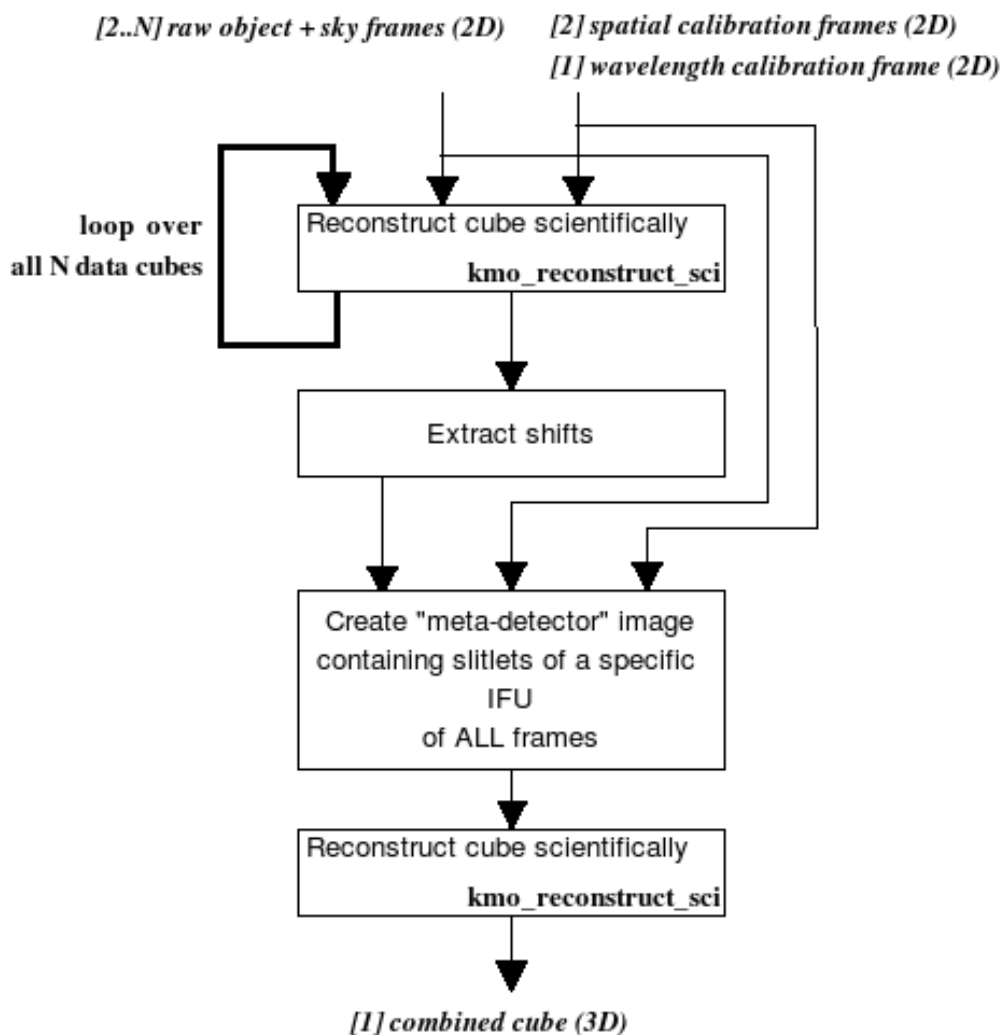 [2..N] raw object + sky frames (2D)
[2] spatial calibration frames (2D)
[1] wavelength calibration frame (2D)
loop over
all N data cubes
Reconstruct cube scientifically
kmo_reconstruct_sci
Extract shifts
Create "meta-detector" image
containing slitlets of a specific
IFU
of ALL frames
Reconstruct cube scientifically
kmo_reconstruct_sci
[1] combined cube (3D)